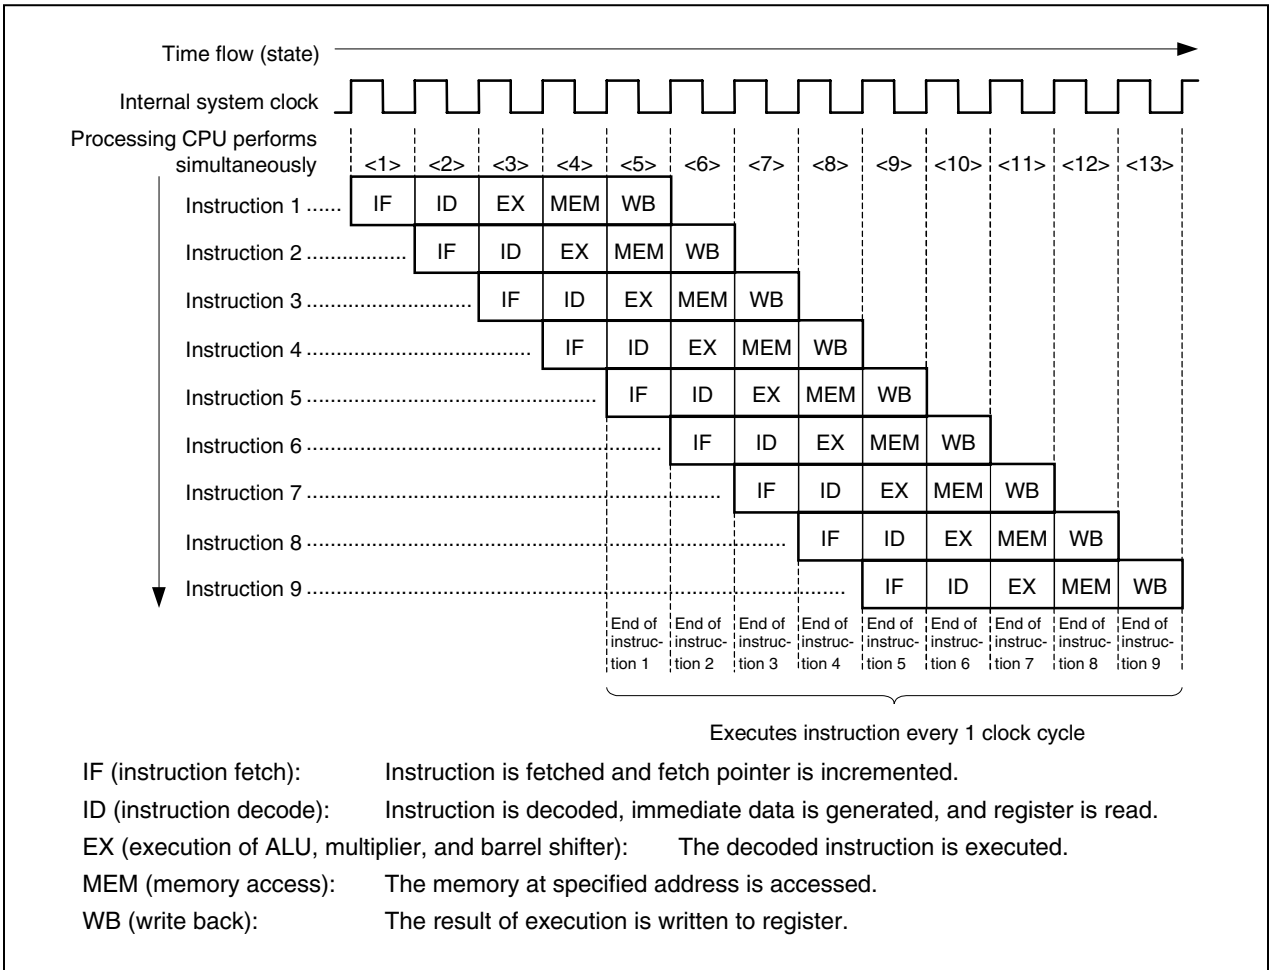 Time flow (state)
Internal system clock
Processing CPU performs
simultaneously
<1> <2> <3> <4> <5> <6> <7> <8> <9> <10> <11> <12> <13>
Instruction 1 ...... IF ID EX MEM WB
Instruction 2 ................. IF ID EX MEM WB
Instruction 3 ............................ IF ID EX MEM WB
Instruction 4 ...................................... IF ID EX MEM WB
Instruction 5 ................................................. IF ID EX MEM WB
Instruction 6 ............................................................ IF ID EX MEM WB
Instruction 7 ...................................................................... IF ID EX MEM WB
Instruction 8 ................................................................................. IF ID EX MEM WB
Instruction 9 ........................................................................................... IF ID EX MEM WB
End of End of End of End of End of End of End of End of End of
instruc- instruc- instruc- instruc- instruc- instruc- instruc- instruc- instruc-
tion 1 tion 2 tion 3 tion 4 tion 5 tion 6 tion 7 tion 8 tion 9
Executes instruction every 1 clock cycle
IF (instruction fetch): Instruction is fetched and fetch pointer is incremented.
ID (instruction decode): Instruction is decoded, immediate data is generated, and register is read.
EX (execution of ALU, multiplier, and barrel shifter): The decoded instruction is executed.
MEM (memory access): The memory at specified address is accessed.
WB (write back): The result of execution is written to register.